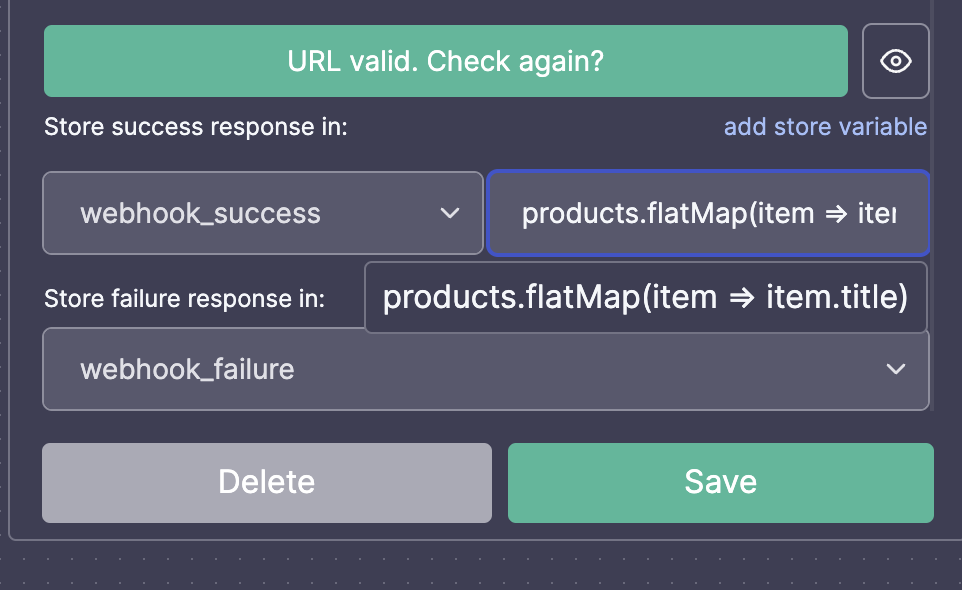 URL valid. Check again?
Store success response in:
add store variable
webhook_success
products.flatMap(item => iter
products.flatMap(item => item.title)
Store failure response in:
webhook_failure
Delete
Save